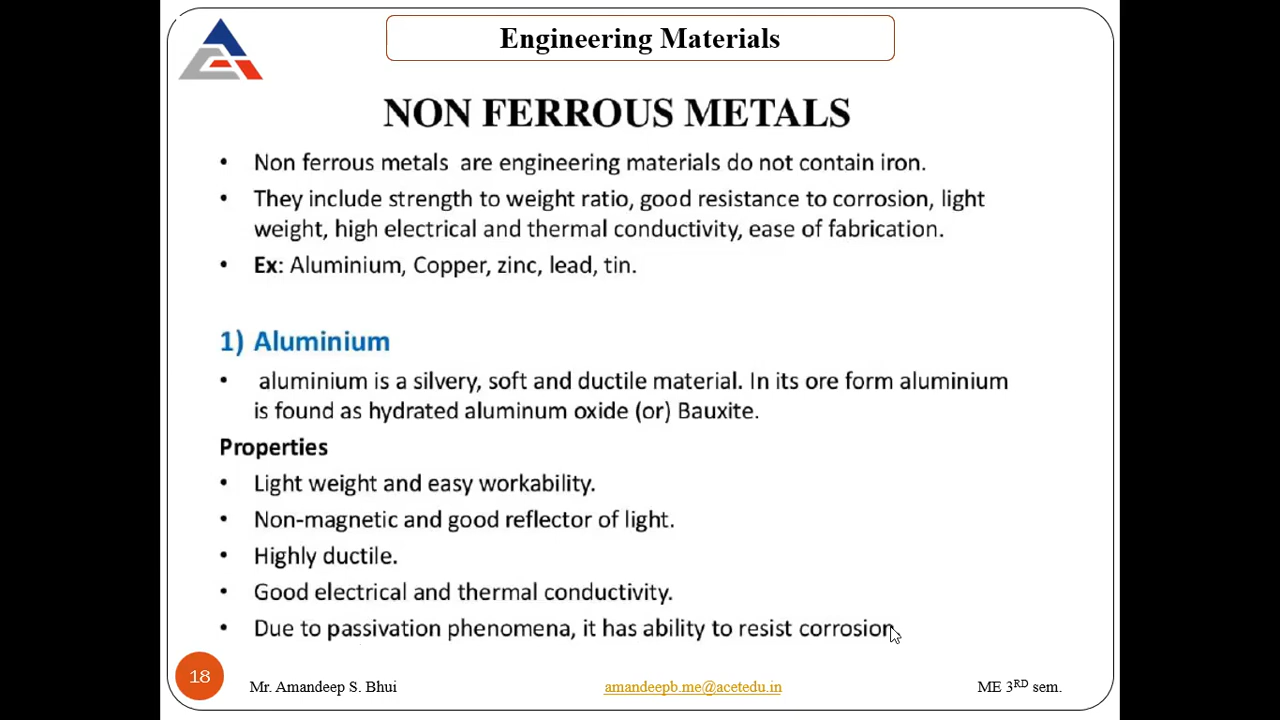 Engineering Materials
NON FERROUS METALS
• Non ferrous metals are engineering materials do not contain iron.
• They include strength to weight ratio, good resistance to corrosion, light
weight, high electrical and thermal conductivity, ease of fabrication.
• Ex: Aluminium, Copper, zinc, lead, tin.
1) Aluminium
• aluminium is a silvery, soft and ductile material. In its ore form aluminium
is found as hydrated aluminum oxide (or) Bauxite.
Properties
• Light weight and easy workability.
• Non-magnetic and good reflector of light.
• Highly ductile.
• Good electrical and thermal conductivity.
• Due to passivation phenomena, it has ability to resist corrosion
18 Mr. Amandeep S. Bhui amandeepb.me@acetedu.in ME 3RD sem.